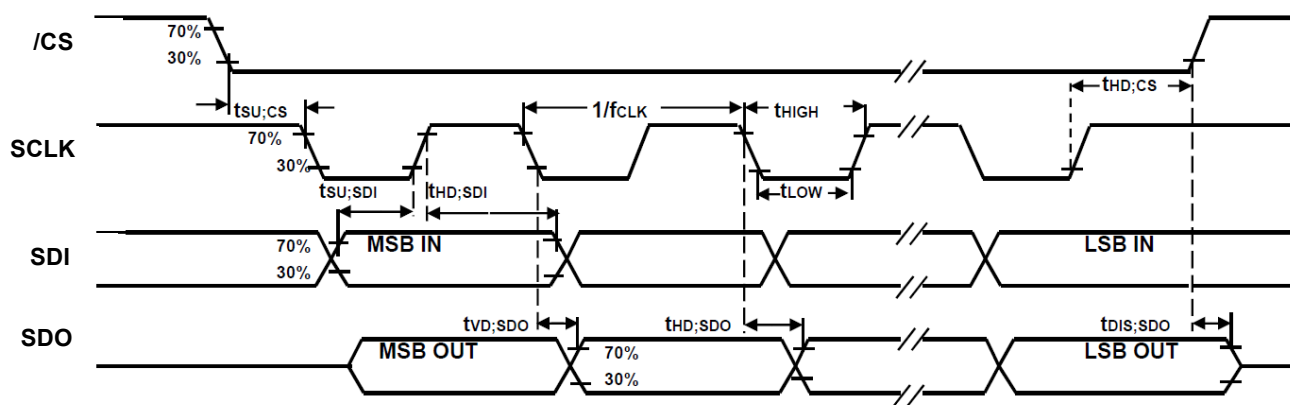 /CS
70%
30%
tSU;CS
1/fCLK
tHIGH
tHD;CS
SCLK
70%
30%
tSU;SDI
tHD;SDI
tLOW
SDI
70%
30%
MSB IN
LSB IN
tVD;SDO
tHD;SDO
tDIS;SDO
SDO
MSB OUT
70%
30%
LSB OUT